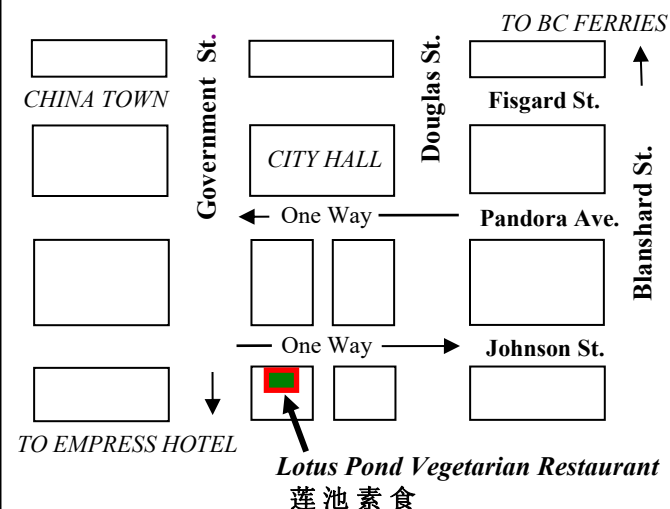 TO BC FERRIES
Government St.
Douglas St.
CHINA TOWN
Fisgard St.
CITY HALL
Blanshard St.
One Way
Pandora Ave.
One Way
Johnson St.
TO EMPRESS HOTEL
Lotus Pond Vegetarian Restaurant
莲池素食